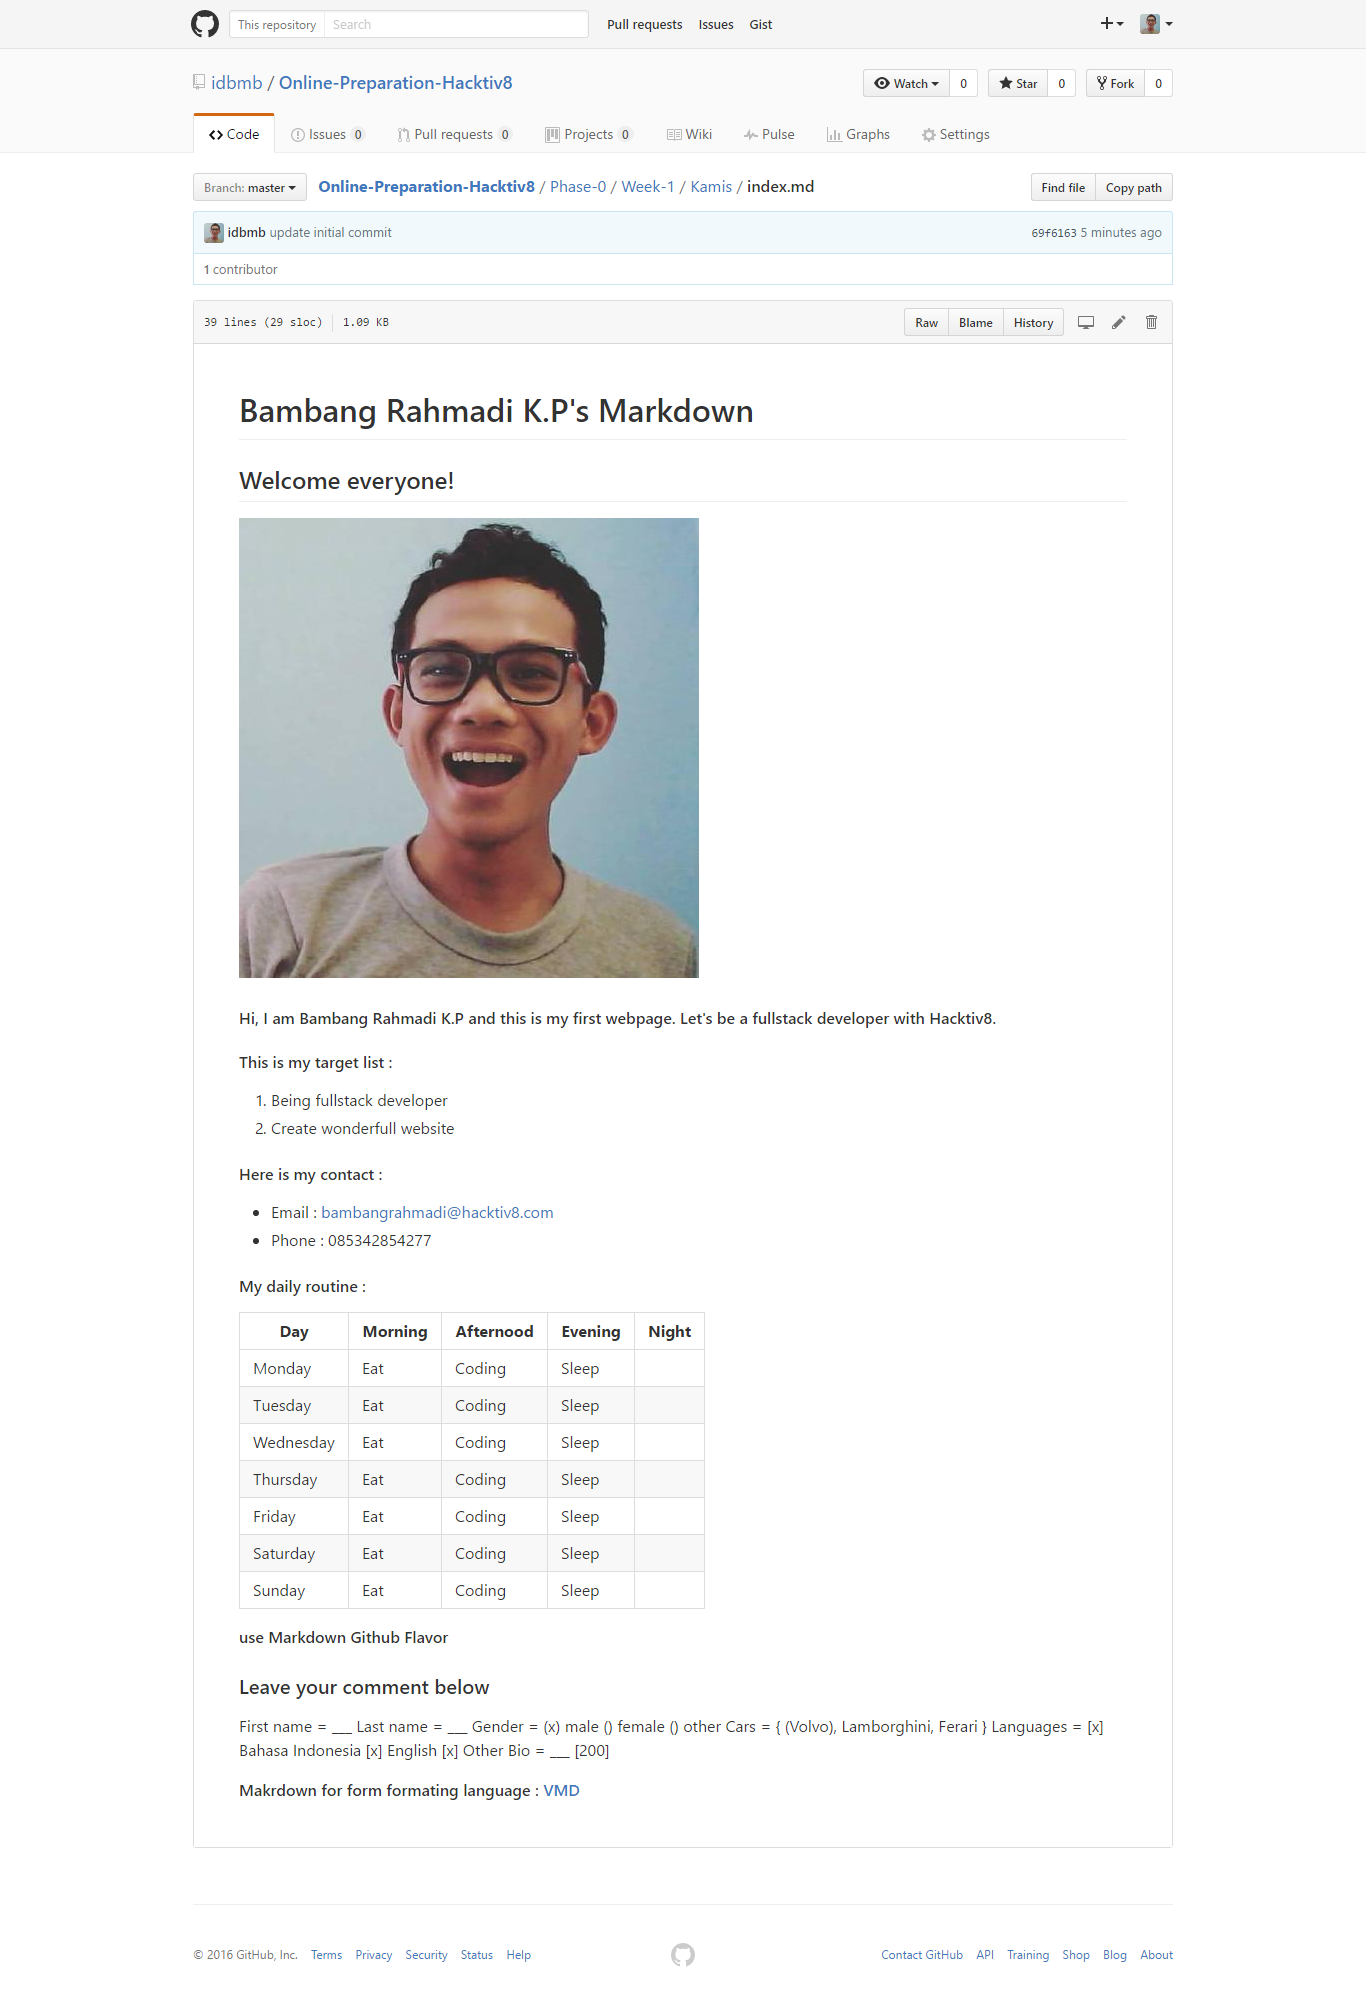 This repository Search Pull requests Issues Gist
idbmb / Online-Preparation-Hacktiv8 Watch 0 Star 0 Fork 0
Code Issues 0 Pull requests 0 Projects 0 Wiki Pulse Graphs Settings
Branch: master Online-Preparation-Hacktiv8 / Phase-0 / Week-1 / Kamis / index.md Find file Copy path
idbmb update initial commit 69f6163 5 minutes ago
1 contributor
39 lines (29 sloc) 1.09 KB Raw Blame History
Bambang Rahmadi K.P's Markdown
Welcome everyone!
Hi, I am Bambang Rahmadi K.P and this is my first webpage. Let's be a fullstack developer with Hacktiv8.
This is my target list :
1. Being fullstack developer
2. Create wonderfull website
Here is my contact :
• Email : bambangrahmadi@hacktiv8.com
• Phone : 085342854277
My daily routine :
Day Morning Afternood Evening Night
Monday Eat Coding Sleep
Tuesday Eat Coding Sleep
Wednesday Eat Coding Sleep
Thursday Eat Coding Sleep
Friday Eat Coding Sleep
Saturday Eat Coding Sleep
Sunday Eat Coding Sleep
use Markdown Github Flavor
Leave your comment below
First name = ___ Last name = ___ Gender = (x) male () female () other Cars = { (Volvo), Lamborghini, Ferari } Languages = [x]
Bahasa Indonesia [x] English [x] Other Bio = ___ [200]
Makrdown for form formating language : VMD
© 2016 GitHub, Inc. Terms Privacy Security Status Help Contact GitHub API Training Shop Blog About